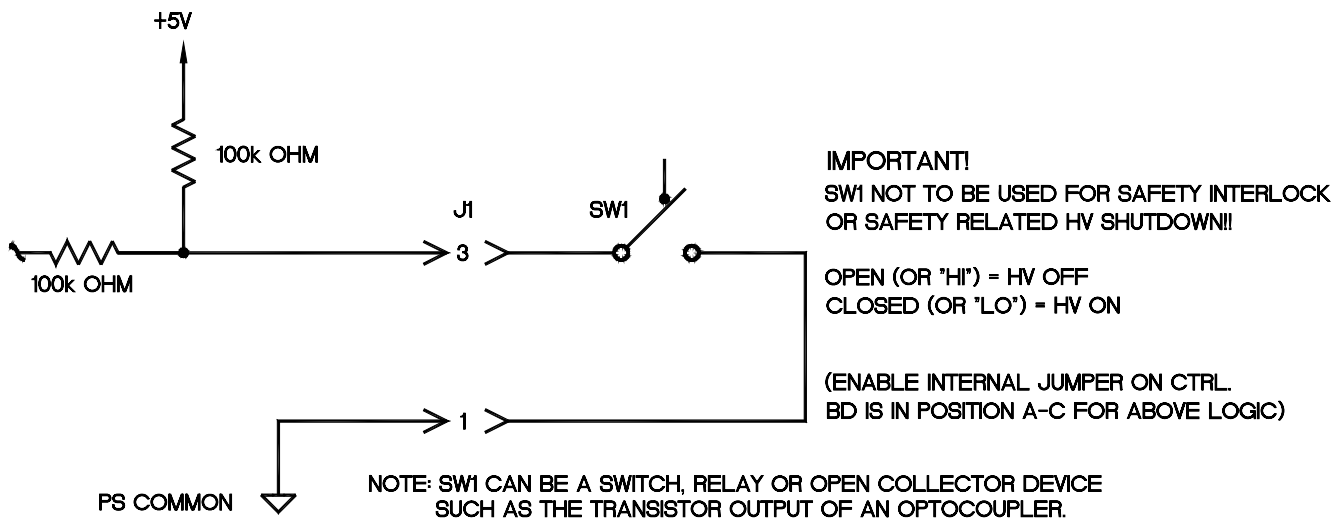 +5V
100k OHM
IMPORTANT!
SW1 NOT TO BE USED FOR SAFETY INTERLOCK
OR SAFETY RELATED HV SHUTDOWN!!
J1
SW1
3
100k OHM
OPEN (OR "HI") = HV OFF
CLOSED (OR "LO") = HV ON
(ENABLE INTERNAL JUMPER ON CTRL.
BD IS IN POSITION A-C FOR ABOVE LOGIC)
1
PS COMMON
NOTE: SW1 CAN BE A SWITCH, RELAY OR OPEN COLLECTOR DEVICE
SUCH AS THE TRANSISTOR OUTPUT OF AN OPTOCOUPLER.